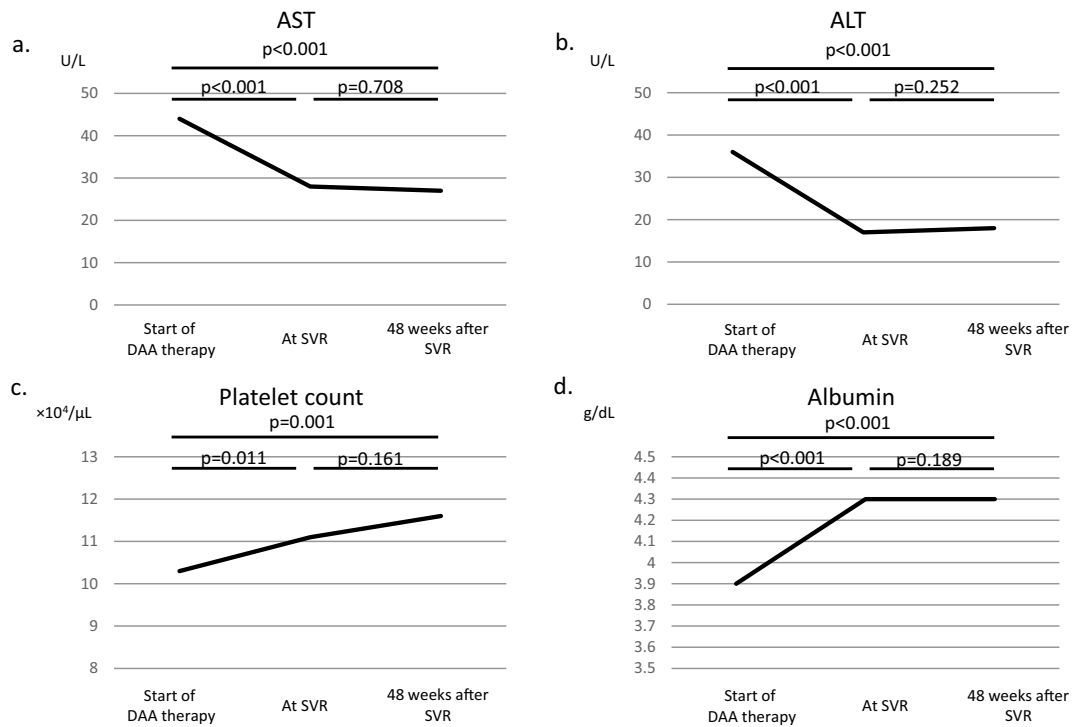 a.
AST
U/L
p<0.001
p<0.001
p=0.708
50
40
30
20
10
0
Start of
DAA therapy
At SVR
48 weeks after
SVR
b.
ALT
U/L
p<0.001
p<0.001
p=0.252
50
40
30
20
10
0
Start of
DAA therapy
At SVR
48 weeks after
SVR
c.
Platelet count
×10⁴/μL
p=0.001
p=0.011
p=0.161
13
12
11
10
9
8
Start of
DAA therapy
At SVR
48 weeks after
SVR
d.
Albumin
g/dL
p<0.001
p<0.001
p=0.189
4.5
4.4
4.3
4.2
4.1
4
3.9
3.8
3.7
3.6
3.5
Start of
DAA therapy
At SVR
48 weeks after
SVR